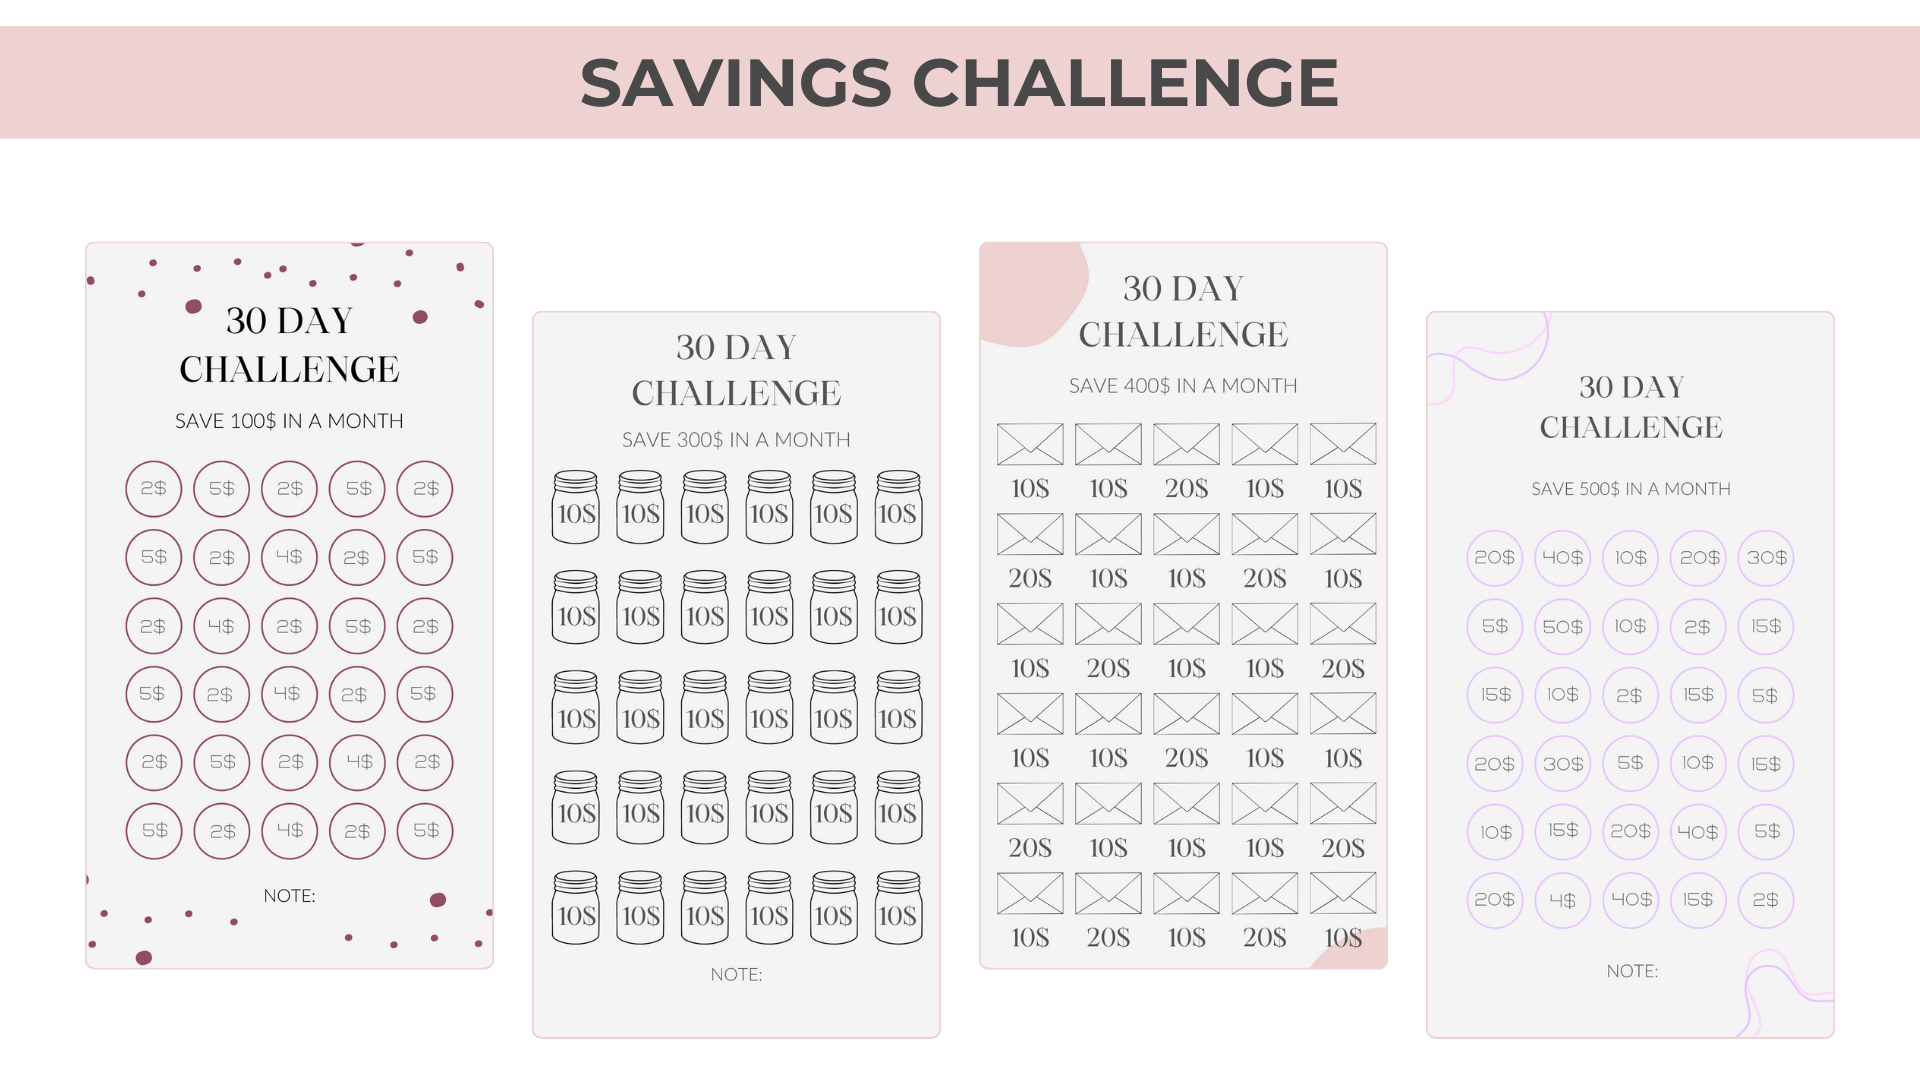 SAVINGS CHALLENGE
30 DAY
CHALLENGE
SAVE 100$ IN A MONTH
2$ 5$ 2$ 5$ 2$
5$ 2$ 4$ 2$ 5$
2$ 4$ 2$ 5$ 2$
5$ 2$ 4$ 2$ 5$
2$ 5$ 2$ 4$ 2$
5$ 2$ 4$ 2$ 5$
NOTE:
30 DAY
CHALLENGE
SAVE 300$ IN A MONTH
10$ 10$ 10$ 10$ 10$ 10$
10$ 10$ 10$ 10$ 10$ 10$
10$ 10$ 10$ 10$ 10$ 10$
10$ 10$ 10$ 10$ 10$ 10$
10$ 10$ 10$ 10$ 10$ 10$
NOTE:
30 DAY
CHALLENGE
SAVE 400$ IN A MONTH
10$ 10$ 20$ 10$ 10$
20$ 10$ 10$ 20$ 10$
10$ 20$ 10$ 10$ 20$
10$ 10$ 20$ 10$ 10$
20$ 10$ 10$ 10$ 20$
10$ 20$ 10$ 20$ 10$
30 DAY
CHALLENGE
SAVE 500$ IN A MONTH
20$ 40$ 10$ 20$ 30$
5$ 50$ 10$ 2$ 15$
15$ 10$ 2$ 15$ 5$
20$ 30$ 5$ 10$ 15$
10$ 15$ 20$ 40$ 5$
20$ 4$ 40$ 15$ 2$
NOTE: